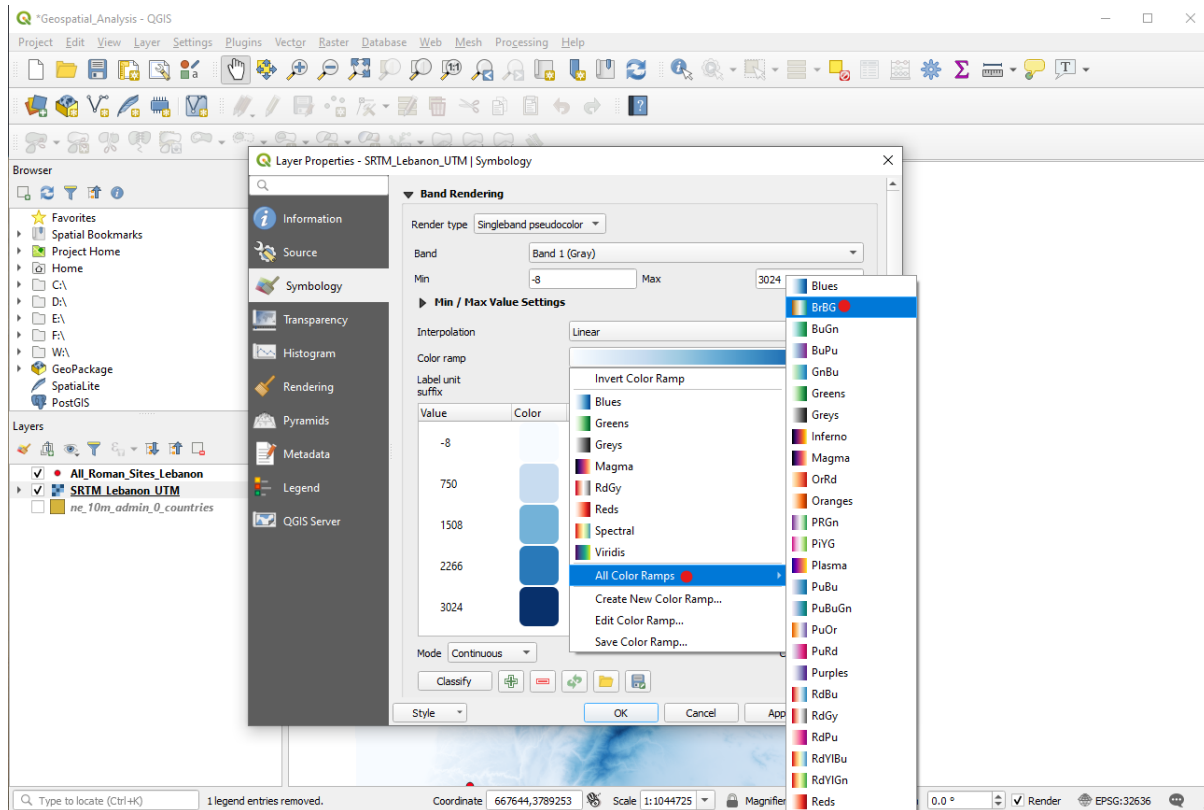 *Geospatial_Analysis - QGIS
Project Edit View Layer Settings Plugins Vector Raster Database Web Mesh Processing Help
Browser
Favorites
Spatial Bookmarks
Project Home
Home
C:\
D:\
E:\
F:\
W:\
GeoPackage
SpatiaLite
PostGIS
Layers
All_Roman_Sites_Lebanon
SRTM_Lebanon_UTM
ne_10m_admin_0_countries
Layer Properties - SRTM_Lebanon_UTM | Symbology
Information
Source
Symbology
Transparency
Histogram
Rendering
Pyramids
Metadata
Legend
QGIS Server
Band Rendering
Render type Singleband pseudocolor
Band Band 1 (Gray)
Min -8 Max 3024
Min / Max Value Settings
Interpolation Linear
Color ramp
Label unit
suffix
Value Color
-8
750
1508
2266
3024
Mode Continuous
Classify
Style OK Cancel App
Invert Color Ramp
Blues
Greens
Greys
Magma
RdGy
Reds
Spectral
Viridis
All Color Ramps
Create New Color Ramp...
Edit Color Ramp...
Save Color Ramp...
Blues
BrBG
BuGn
BuPu
GnBu
Greens
Greys
Inferno
Magma
OrRd
Oranges
PRGn
PiYG
Plasma
PuBu
PuBuGn
PuOr
PuRd
Purples
RdBu
RdGy
RdPu
RdYlBu
RdYlGn
Reds
Type to locate (Ctrl+K) 1 legend entries removed. Coordinate 667644,3789253 Scale 1:1044725 Magnifier 0.0 ° Render EPSG:32636